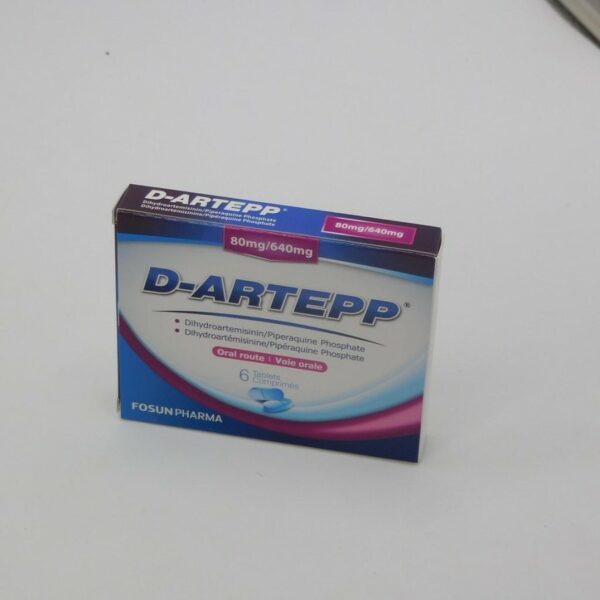 D-ARTEPP®
Dihydroartemisinin/Piperaquine Phosphate
Dihydroartémisinine/Pipéraquine Phosphate
80mg/640mg
80mg/640mg
D-ARTEPP®
Dihydroartemisinin/Piperaquine Phosphate
Dihydroartémisinine/Pipéraquine Phosphate
Oral route | Voie orale
6 Tablets
Comprimés
FOSUN PHARMA